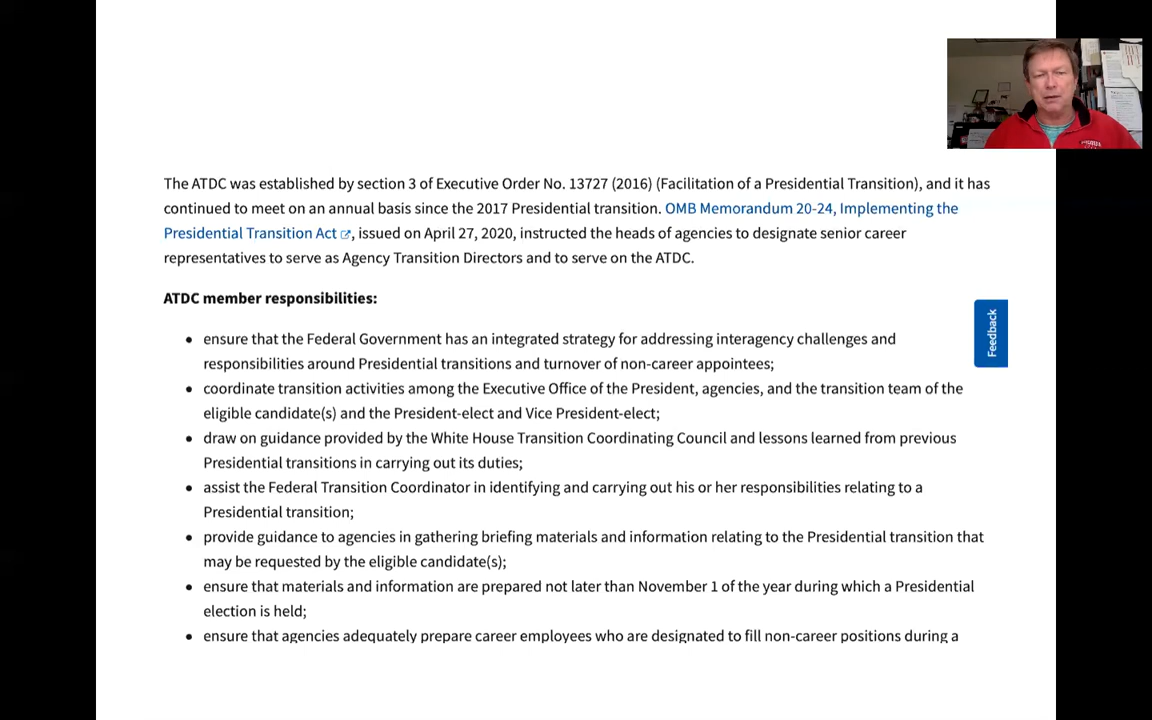 The ATDC was established by section 3 of Executive Order No. 13727 (2016) (Facilitation of a Presidential Transition), and it has
continued to meet on an annual basis since the 2017 Presidential transition. OMB Memorandum 20-24, Implementing the
Presidential Transition Act, issued on April 27, 2020, instructed the heads of agencies to designate senior career
representatives to serve as Agency Transition Directors and to serve on the ATDC.
ATDC member responsibilities:
• ensure that the Federal Government has an integrated strategy for addressing interagency challenges and
responsibilities around Presidential transitions and turnover of non-career appointees;
• coordinate transition activities among the Executive Office of the President, agencies, and the transition team of the
eligible candidate(s) and the President-elect and Vice President-elect;
• draw on guidance provided by the White House Transition Coordinating Council and lessons learned from previous
Presidential transitions in carrying out its duties;
• assist the Federal Transition Coordinator in identifying and carrying out his or her responsibilities relating to a
Presidential transition;
• provide guidance to agencies in gathering briefing materials and information relating to the Presidential transition that
may be requested by the eligible candidate(s);
• ensure that materials and information are prepared not later than November 1 of the year during which a Presidential
election is held;
• ensure that agencies adequately prepare career employees who are designated to fill non-career positions during a
Feedback